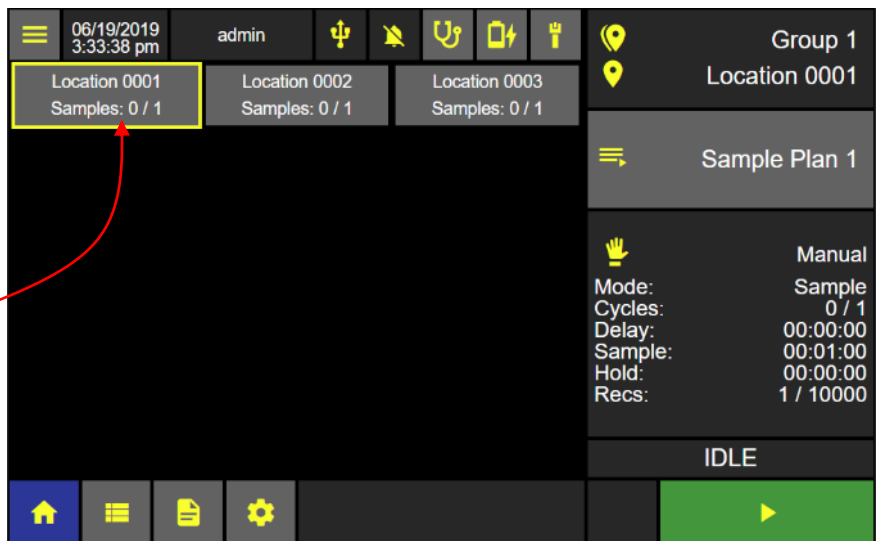 06/19/2019
3:33:38 pm
admin
Location 0001
Samples: 0 / 1
Location 0002
Samples: 0 / 1
Location 0003
Samples: 0 / 1
Group 1
Location 0001
Sample Plan 1
Manual
Mode: Sample
Cycles: 0 / 1
Delay: 00:00:00
Sample: 00:01:00
Hold: 00:00:00
Recs: 1 / 10000
IDLE